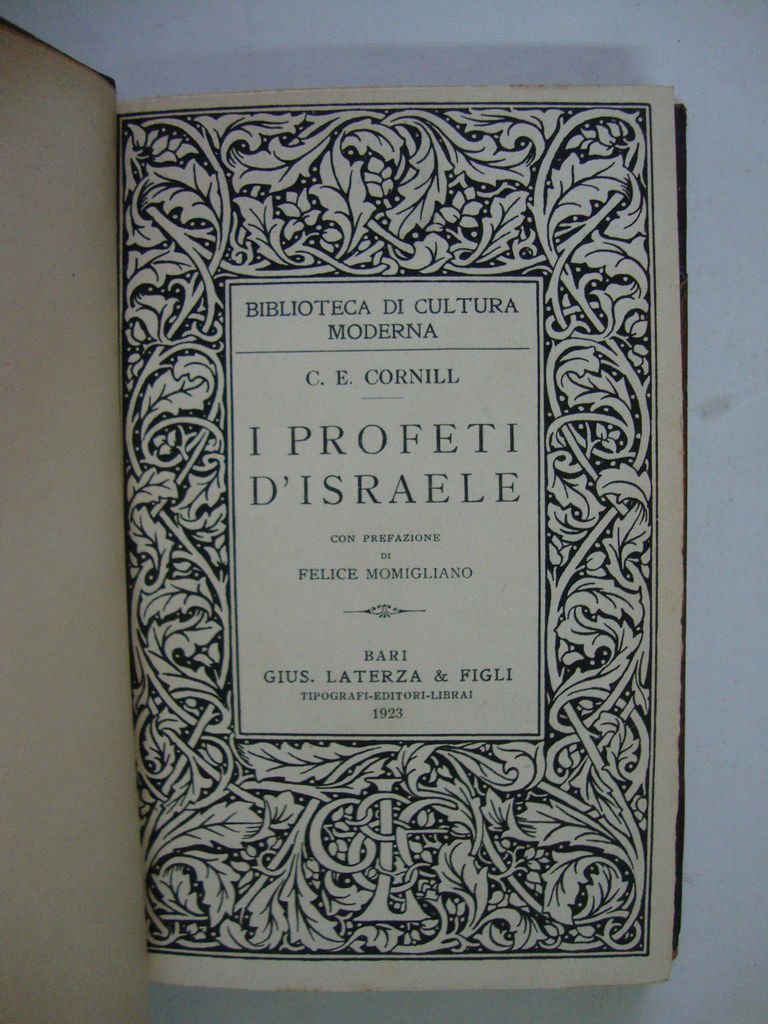 BIBLIOTECA DI CULTURA
MODERNA
C. E. CORNILL
I PROFETI
D'ISRAELE
CON PREFAZIONE
DI
FELICE MOMIGLIANO
BARI
GIUS. LATERZA & FIGLI
TIPOGRAFI-EDITORI-LIBRAI
1923